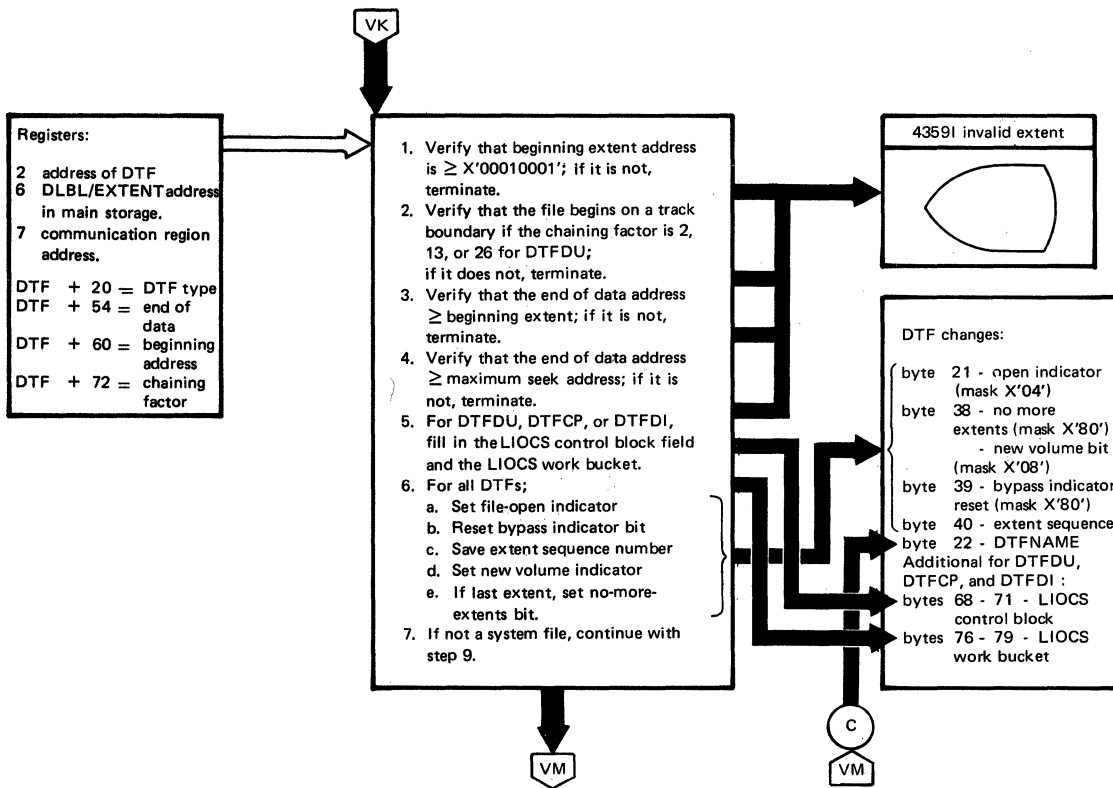 VK
Registers:
2 address of DTF
6 DLBL/EXTENT address
in main storage.
7 communication region
address.
DTF + 20 = DTF type
DTF + 54 = end of
data
DTF + 60 = beginning
address
DTF + 72 = chaining
factor
1. Verify that beginning extent address
is ≥ X'00010001'; if it is not,
terminate.
2. Verify that the file begins on a track
boundary if the chaining factor is 2,
13, or 26 for DTFDU;
if it does not, terminate.
3. Verify that the end of data address
≥ beginning extent; if it is not,
terminate.
4. Verify that the end of data address
≥ maximum seek address; if it is
not, terminate.
5. For DTFDU, DTFCP, or DTFDI,
fill in the LIOCS control block field
and the LIOCS work bucket.
6. For all DTFs;
a. Set file-open indicator
b. Reset bypass indicator bit
c. Save extent sequence number
d. Set new volume indicator
e. If last extent, set no-more-
extents bit.
7. If not a system file, continue with
step 9.
4359I invalid extent
DTF changes:
byte 21 - open indicator
(mask X'04')
byte 38 - no more
extents (mask X'80')
- new volume bit
(mask X'08')
byte 39 - bypass indicator
reset (mask X'80')
byte 40 - extent sequence
byte 22 - DTFNAME
Additional for DTFDU,
DTFCP, and DTFDI :
bytes 68 - 71 - LIOCS
control block
bytes 76 - 79 - LIOCS
work bucket
VM
C
VM